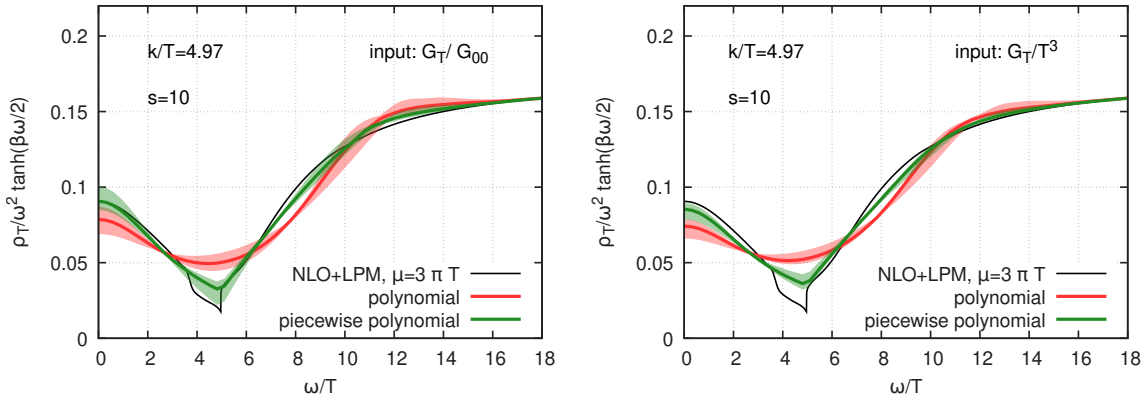 0.2
0.15
0.1
0.05
0
k/T=4.97
input: G_T/ G_00
s=10
ρ_T/ω² tanh(βω/2)
NLO+LPM, μ=3 π T
polynomial
piecewise polynomial
0 2 4 6 8 10 12 14 16 18
ω/T
0.2
0.15
0.1
0.05
0
k/T=4.97
input: G_T/T³
s=10
ρ_T/ω² tanh(βω/2)
NLO+LPM, μ=3 π T
polynomial
piecewise polynomial
0 2 4 6 8 10 12 14 16 18
ω/T